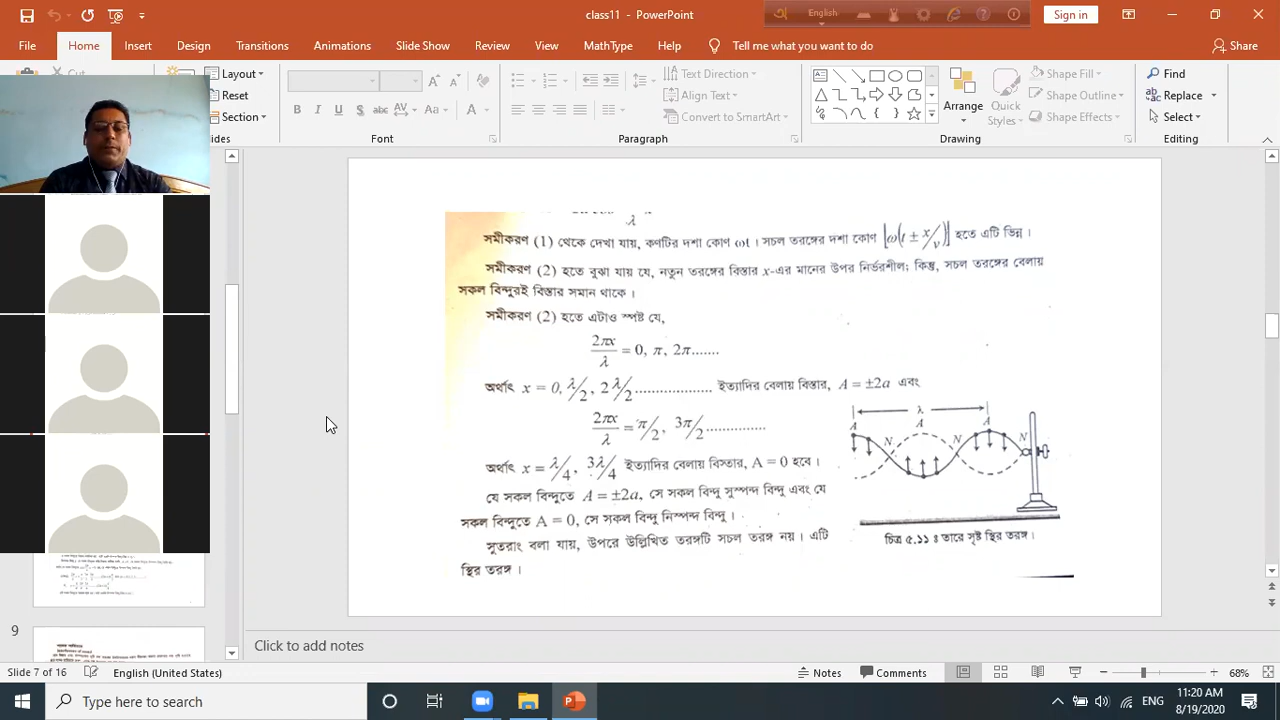 class11 - PowerPoint
English
Sign in
File Home Insert Design Transitions Animations Slide Show Review View MathType Help Tell me what you want to do Share
Cut
Layout
Reset
Section
Text Direction
Align Text
Convert to SmartArt
Arrange
Quick
Styles
Shape Fill
Shape Outline
Shape Effects
Find
Replace
Select
Font Paragraph Drawing Editing
সমীকরণ (1) থেকে দেখা যায়, কণটির দশা কোণ ωt । সচল তরঙ্গের দশা কোণ [ω(t ± x/v)] হতে এটি ভিন্ন।
সমীকরণ (2) হতে বুঝা যায় যে, নতুন তরঙ্গের বিস্তার x-এর মানের উপর নির্ভরশীল; কিন্তু, সচল তরঙ্গের বেলায়
সকল বিন্দুরই বিস্তার সমান থাকে।
সমীকরণ (2) হতে এটাও স্পষ্ট যে,
2πx/λ = 0, π, 2π.......
অর্থাৎ x = 0, λ/2, 2λ/2................... ইত্যাদির বেলায় বিস্তার, A = ±2a এবং
2πx/λ = π/2, 3π/2..............
অর্থাৎ x = λ/4, 3λ/4 ইত্যাদির বেলায় বিস্তার, A = 0 হবে।
যে সকল বিন্দুতে A = ±2a, সে সকল বিন্দু সুস্পন্দ বিন্দু এবং যে
সকল বিন্দুতে A = 0, সে সকল বিন্দু নিস্পন্দ বিন্দু।
সুতরাং বলা যায়, উপরে উল্লিখিত তরঙ্গটি সচল তরঙ্গ নয়। এটি
স্থির তরঙ্গ।
λ
A A A
N N N
চিত্র ৫.১১ : তারে সৃষ্ট স্থির তরঙ্গ।
9
Click to add notes
Slide 7 of 16 English (United States) Notes Comments 68%
Type here to search
ENG
11:20 AM
8/19/2020